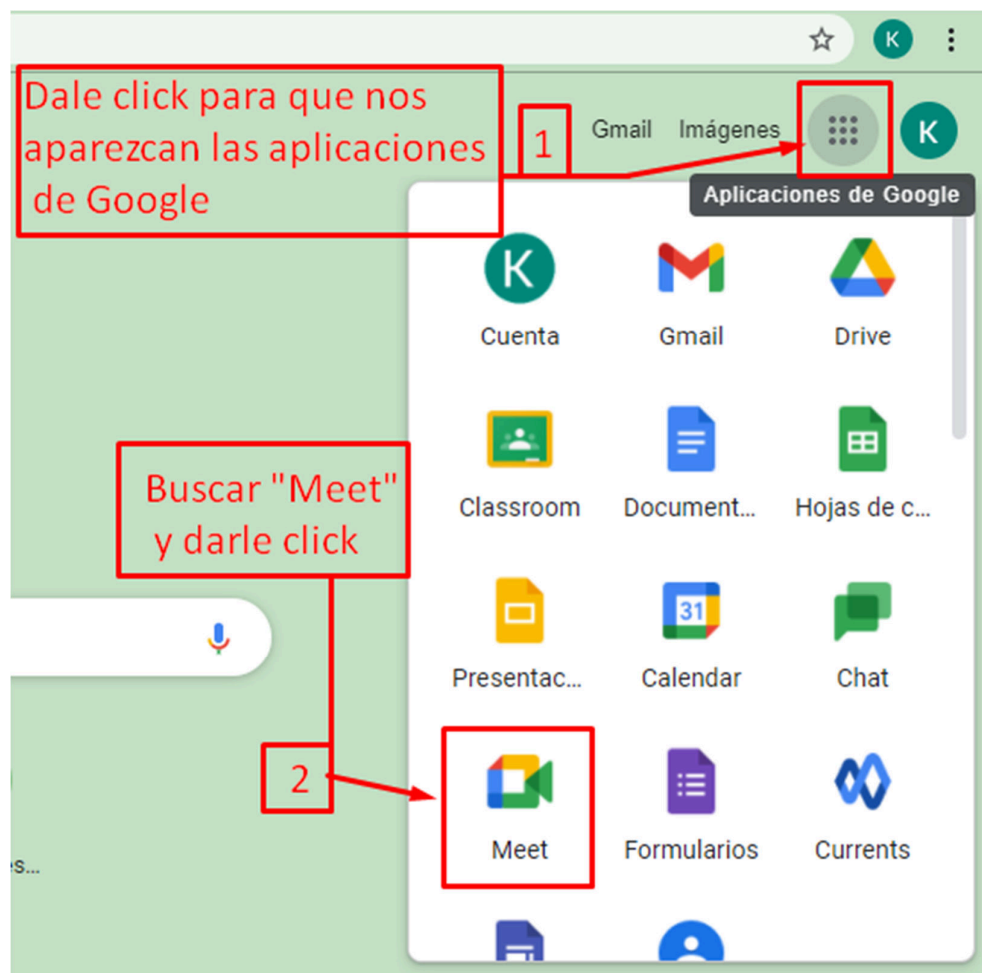 K
Dale click para que nos
aparezcan las aplicaciones
de Google
1
Gmail Imágenes
K
Aplicaciones de Google
K
Cuenta Gmail Drive
Classroom Document... Hojas de c...
Buscar "Meet"
y darle click
31
Presentac... Calendar Chat
2
Meet Formularios Currents
s...